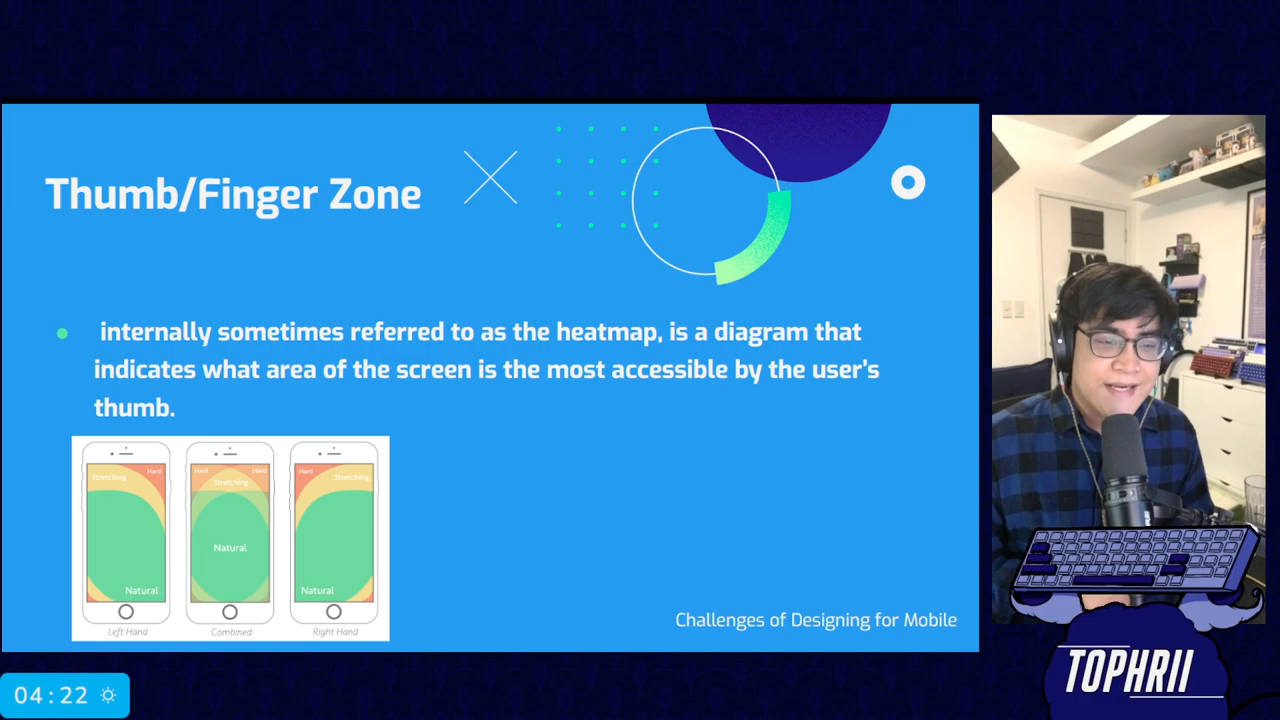 Thumb/Finger Zone
internally sometimes referred to as the heatmap, is a diagram that
indicates what area of the screen is the most accessible by the user's
thumb.
Stretching Hard
Natural
Left Hand
Hard Hard
Stretching
Natural
Combined
Hard Stretching
Natural
Right Hand
Challenges of Designing for Mobile
04:22
TOPHRII